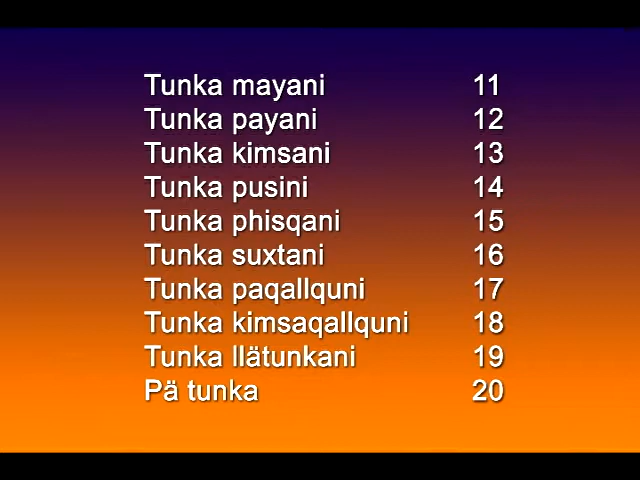 Tunka mayani 11
Tunka payani 12
Tunka kimsani 13
Tunka pusini 14
Tunka phisqani 15
Tunka suxtani 16
Tunka paqallquni 17
Tunka kimsaqallquni 18
Tunka llätunkani 19
Pä tunka 20